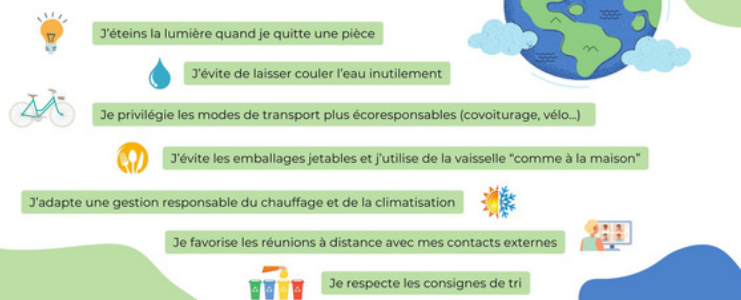 J'éteins la lumière quand je quitte une pièce
J'évite de laisser couler l'eau inutilement
Je privilégie les modes de transport plus écoresponsables (covoiturage, vélo...)
J'évite les emballages jetables et j'utilise de la vaisselle "comme à la maison"
J'adapte une gestion responsable du chauffage et de la climatisation
Je favorise les réunions à distance avec mes contacts externes
Je respecte les consignes de tri